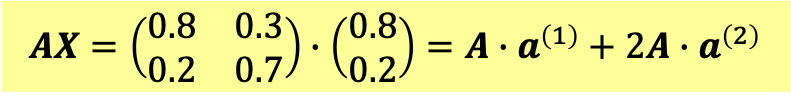 AX = (0.8 0.3
0.2 0.7) · (0.8
0.2) = A · a⁽¹⁾ + 2A · a⁽²⁾